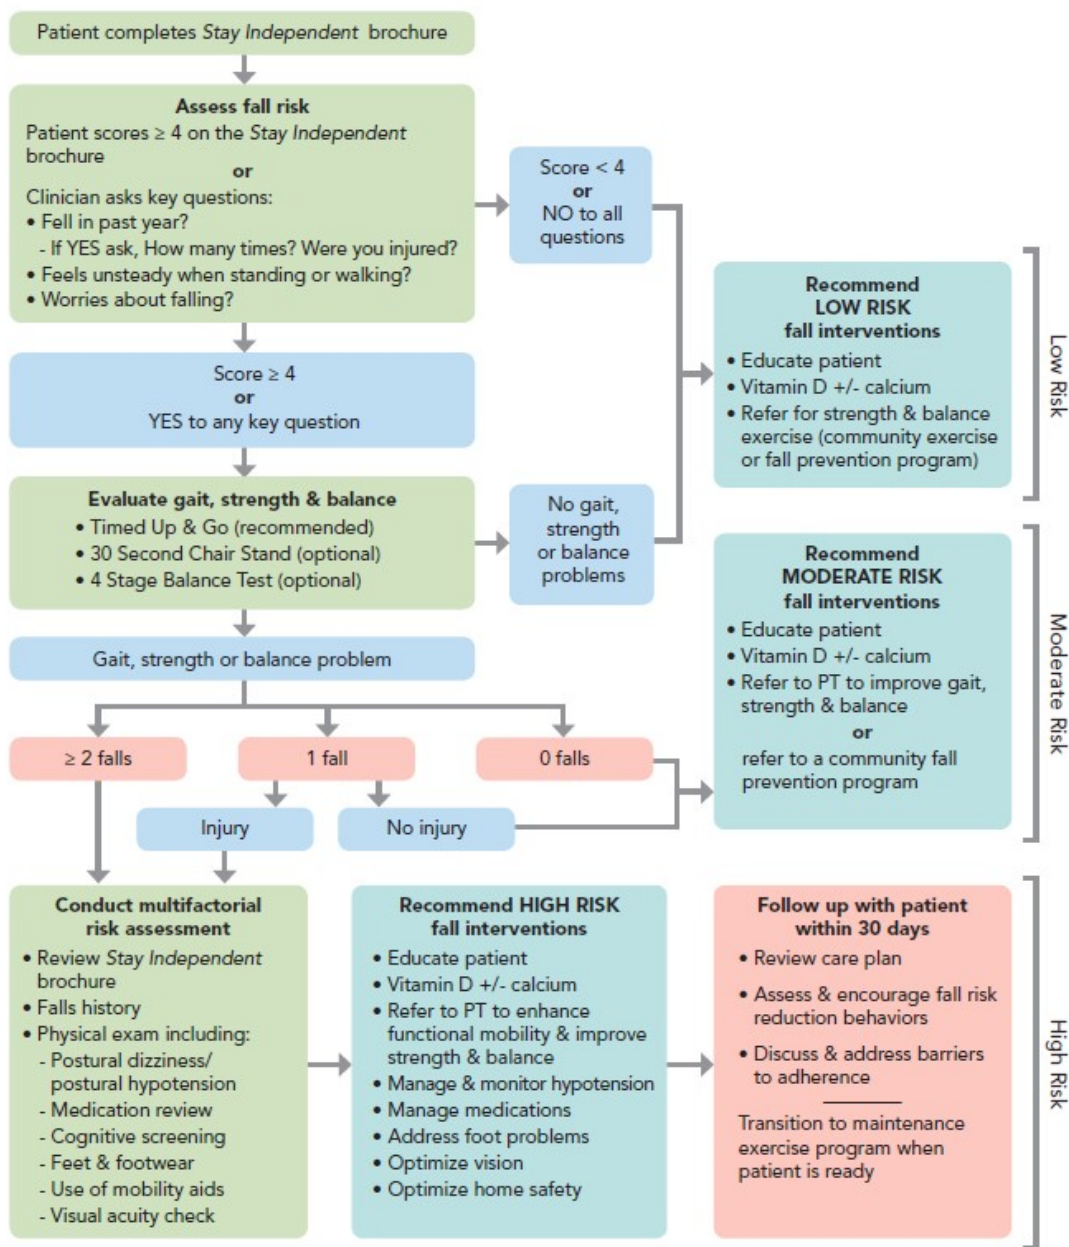 Patient completes Stay Independent brochure
Assess fall risk
Patient scores ≥ 4 on the Stay Independent
brochure
or
Clinician asks key questions:
• Fell in past year?
- If YES ask, How many times? Were you injured?
• Feels unsteady when standing or walking?
• Worries about falling?
Score < 4
or
NO to all
questions
Score ≥ 4
or
YES to any key question
Evaluate gait, strength & balance
• Timed Up & Go (recommended)
• 30 Second Chair Stand (optional)
• 4 Stage Balance Test (optional)
No gait,
strength
or balance
problems
Recommend
LOW RISK
fall interventions
• Educate patient
• Vitamin D +/- calcium
• Refer for strength & balance
exercise (community exercise
or fall prevention program)
Low Risk
Gait, strength or balance problem
≥ 2 falls
1 fall
0 falls
Injury
No injury
Recommend
MODERATE RISK
fall interventions
• Educate patient
• Vitamin D +/- calcium
• Refer to PT to improve gait,
strength & balance
or
refer to a community fall
prevention program
Moderate Risk
Conduct multifactorial
risk assessment
• Review Stay Independent
brochure
• Falls history
• Physical exam including:
- Postural dizziness/
postural hypotension
- Medication review
- Cognitive screening
- Feet & footwear
- Use of mobility aids
- Visual acuity check
Recommend HIGH RISK
fall interventions
• Educate patient
• Vitamin D +/- calcium
• Refer to PT to enhance
functional mobility & improve
strength & balance
• Manage & monitor hypotension
• Manage medications
• Address foot problems
• Optimize vision
• Optimize home safety
Follow up with patient
within 30 days
• Review care plan
• Assess & encourage fall risk
reduction behaviors
• Discuss & address barriers
to adherence
Transition to maintenance
exercise program when
patient is ready
High Risk